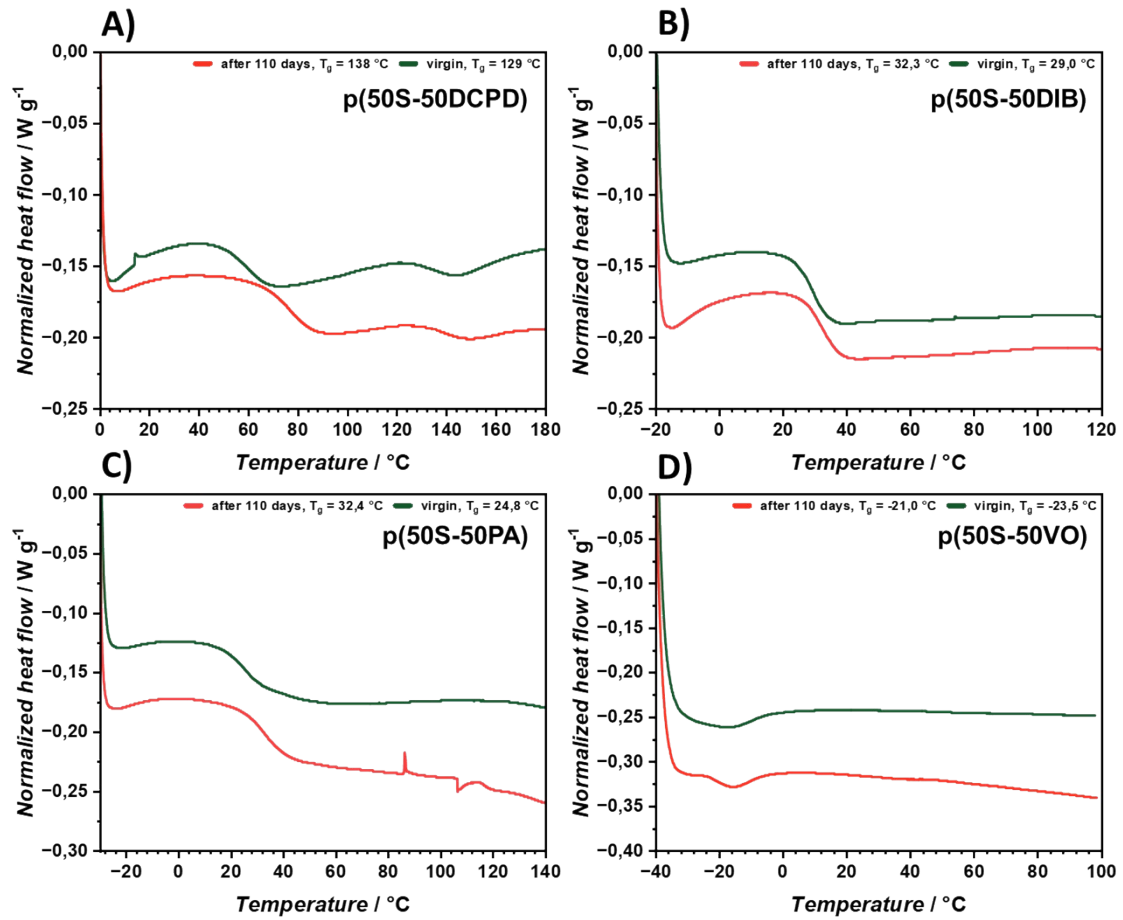 A)
after 110 days, Tg = 138 °C virgin, Tg = 129 °C
p(50S-50DCPD)
Normalized heat flow / W g-1
0,00
−0,05
−0,10
−0,15
−0,20
−0,25
0 20 40 60 80 100 120 140 160 180
Temperature / °C
B)
after 110 days, Tg = 32,3 °C virgin, Tg = 29,0 °C
p(50S-50DIB)
Normalized heat flow / W g-1
0,00
−0,05
−0,10
−0,15
−0,20
−0,25
−20 0 20 40 60 80 100 120
Temperature / °C
C)
after 110 days, Tg = 32,4 °C virgin, Tg = 24,8 °C
p(50S-50PA)
Normalized heat flow / W g-1
0,00
−0,05
−0,10
−0,15
−0,20
−0,25
−0,30
−20 0 20 40 60 80 100 120 140
Temperature / °C
D)
after 110 days, Tg = -21,0 °C virgin, Tg = -23,5 °C
p(50S-50VO)
Normalized heat flow / W g-1
0,00
−0,05
−0,10
−0,15
−0,20
−0,25
−0,30
−0,35
−0,40
−40 −20 0 20 40 60 80 100
Temperature / °C